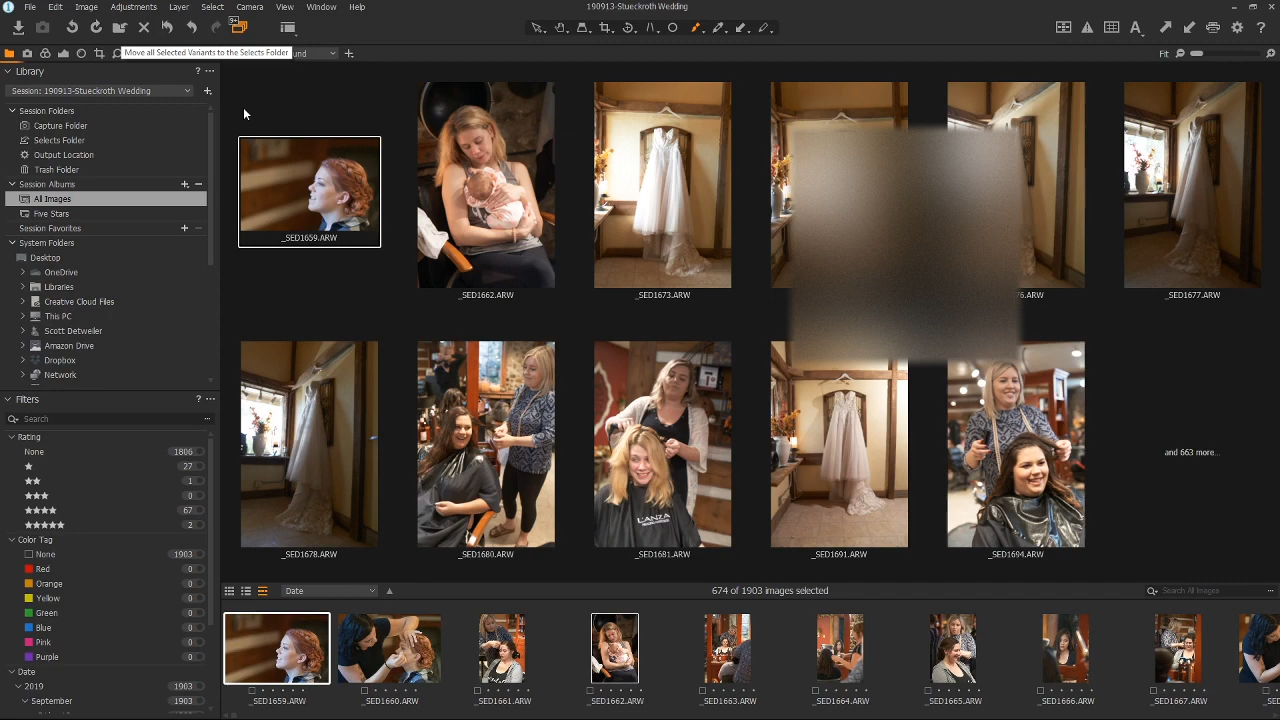 File Edit Image Adjustments Layer Select Camera View Window Help
190913-Stueckroth Wedding
9+
Move all Selected Variants to the Selects Folder
und
Fit:
Library ? ...
Session: 190913-Stueckroth Wedding
Session Folders
Capture Folder
Selects Folder
Output Location
Trash Folder
Session Albums
All Images
Five Stars
Session Favorites
System Folders
Desktop
OneDrive
Libraries
Creative Cloud Files
This PC
Scott Detweiler
Amazon Drive
Dropbox
Network
Filters ? ...
Search
Rating
None 1806
27
1
0
67
2
Color Tag
None 1903
Red 0
Orange 0
Yellow 0
Green 0
Blue 0
Pink 0
Purple 0
Date
2019 1903
September 1903
_SED1659.ARW
_SED1662.ARW
_SED1673.ARW
76.ARW
_SED1677.ARW
L'ANZA
and 663 more...
_SED1678.ARW
_SED1680.ARW
_SED1681.ARW
_SED1691.ARW
_SED1694.ARW
Date
674 of 1903 images selected
Search All Images
_SED1659.ARW
_SED1660.ARW
_SED1661.ARW
_SED1662.ARW
_SED1663.ARW
_SED1664.ARW
_SED1665.ARW
_SED1666.ARW
_SED1667.ARW
_SE